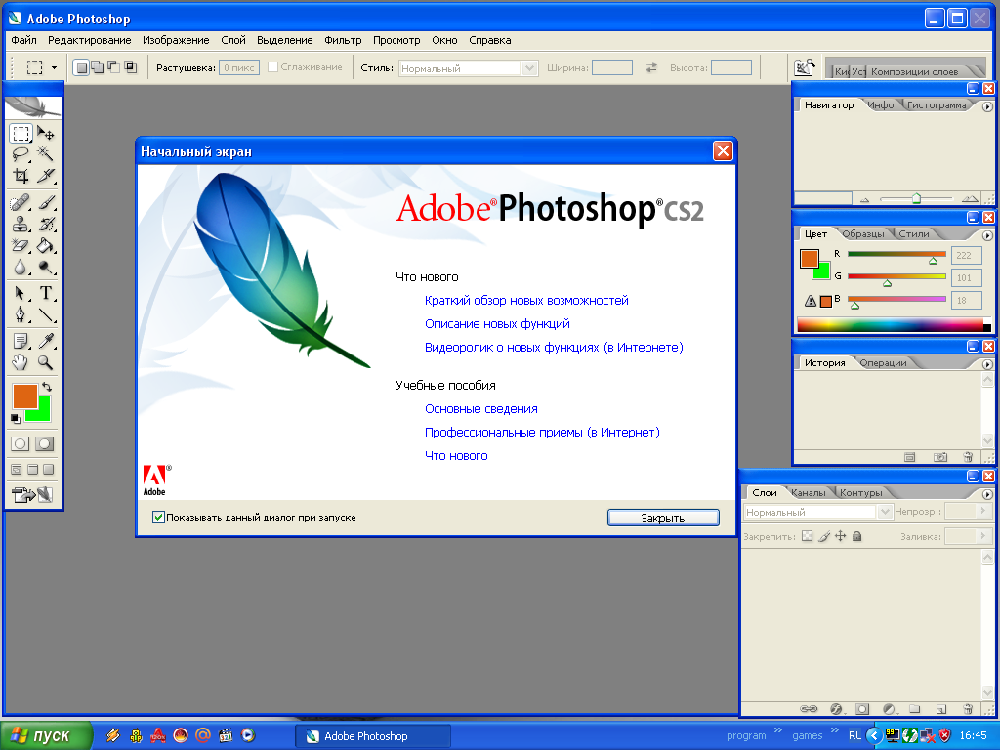 Adobe Photoshop
Файл Редактирование Изображение Слой Выделение Фильтр Просмотр Окно Справка
Растушевка: 0 пикс Сглаживание Стиль: Нормальный Ширина: Высота:
Ки Уст Композиции слоев
Навигатор Инфо Гистограмма
Начальный экран
Adobe® Photoshop® CS2
Цвет Образцы Стили
R 222
G 101
B 18
Что нового
Краткий обзор новых возможностей
Описание новых функций
Видеоролик о новых функциях (в Интернете)
История Операции
Учебные пособия
Основные сведения
Профессиональные приемы (в Интернет)
Что нового
Adobe
®
Показывать данный диалог при запуске
Закрыть
Слои Каналы Контуры
Нормальный Непрозр.:
Закрепить: Заливка:
T
пуск
Adobe Photoshop
program » games » RL 99 16:45